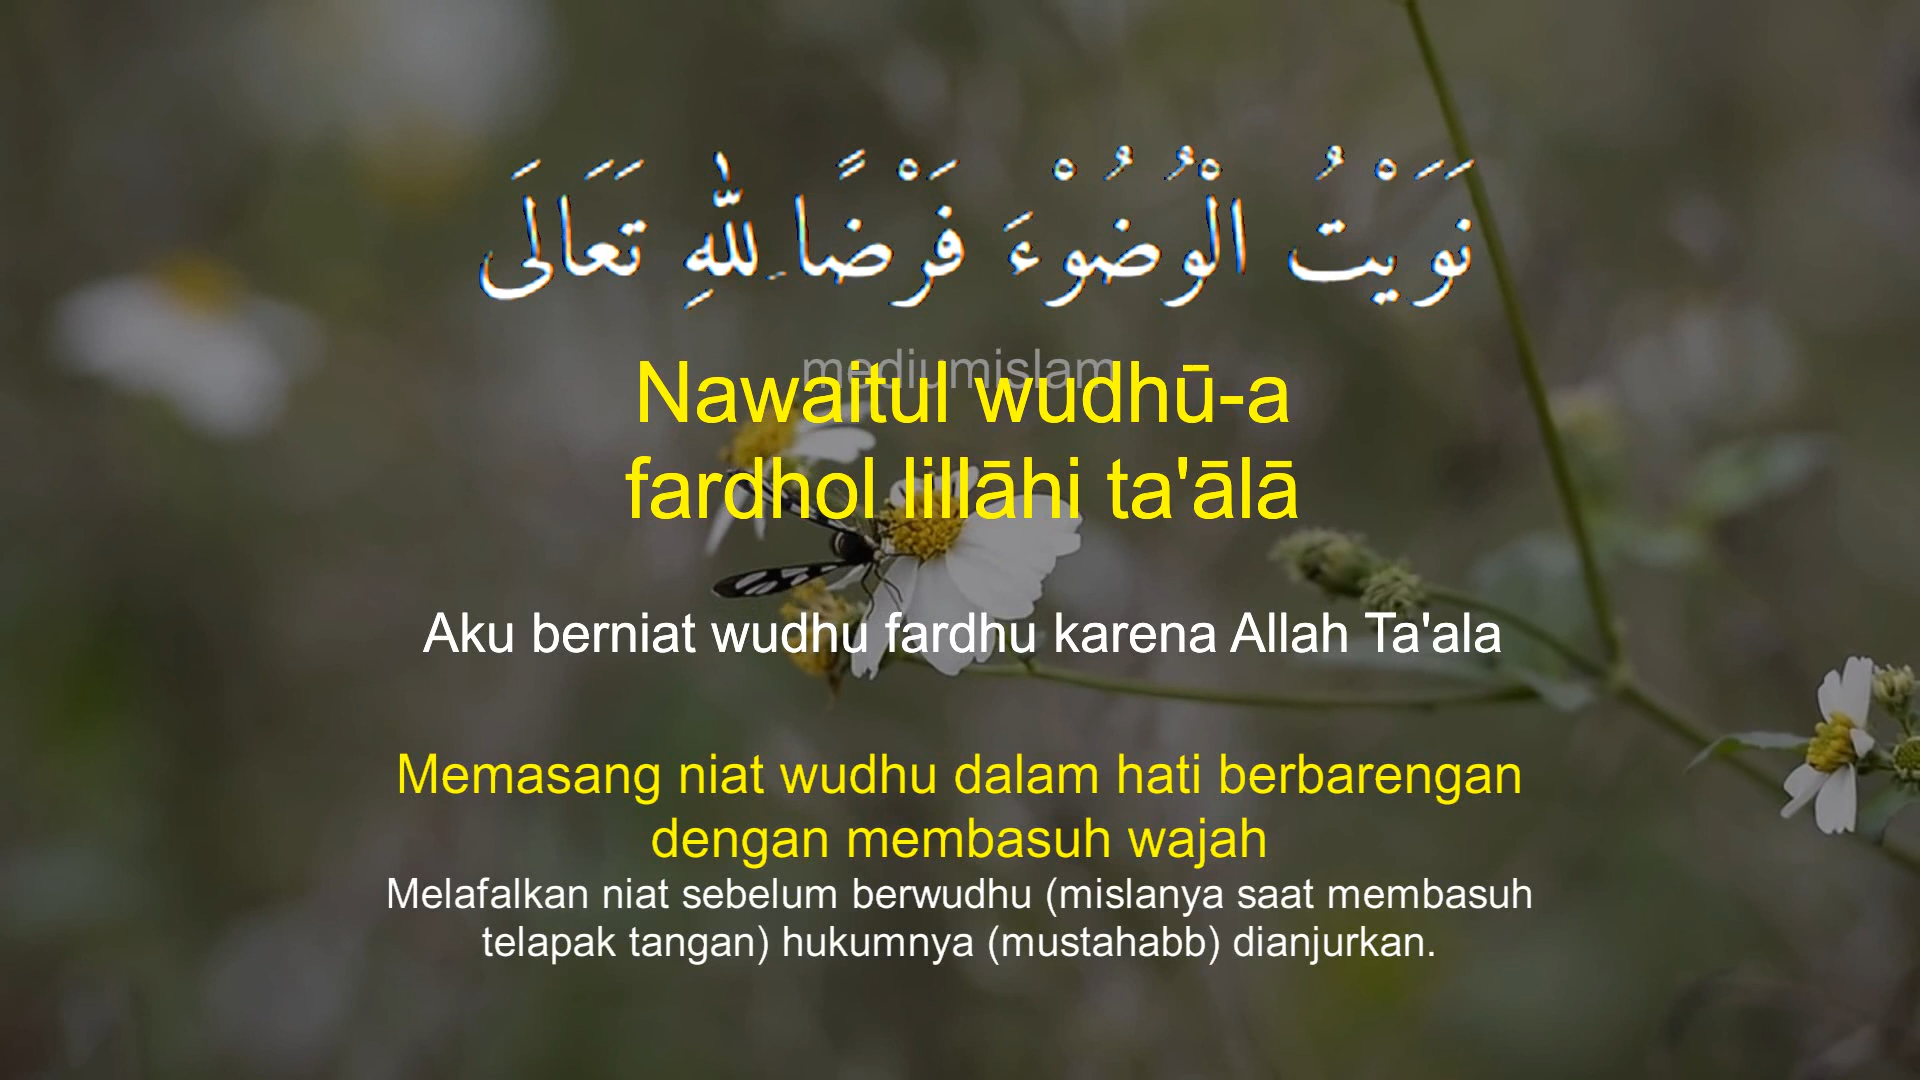 نَوَيْتُ الْوُضُوْءَ فَرْضًا لِلّٰهِ تَعَالَى
mediumislam
Nawaitul wudhū-a
fardhol lillāhi ta'ālā
Aku berniat wudhu fardhu karena Allah Ta'ala
Memasang niat wudhu dalam hati berbarengan
dengan membasuh wajah
Melafalkan niat sebelum berwudhu (mislanya saat membasuh
telapak tangan) hukumnya (mustahabb) dianjurkan.